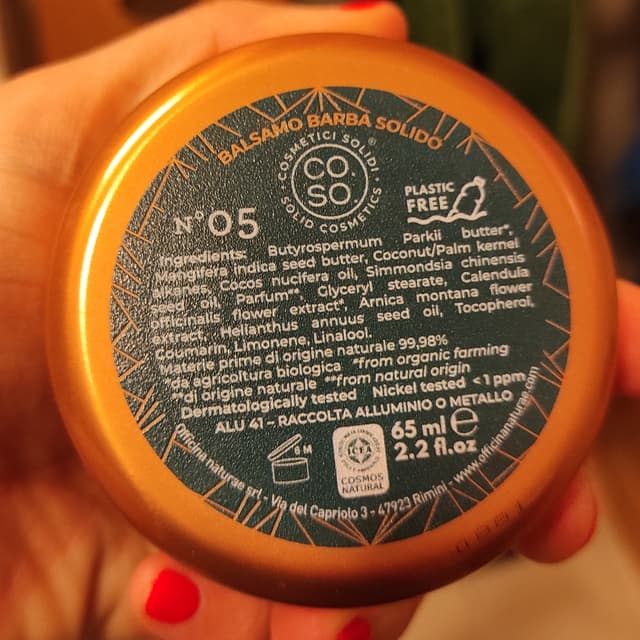 BALSAMO BARBA SOLIDO
COSMETICI SOLIDI®
CO.
SO.
SOLID COSMETICS
PLASTIC
FREE
N°05
Ingredients: Butyrospermum Parkii butter*,
Mangifera indica seed butter, Coconut/Palm kernel
alkanes, Cocos nucifera oil, Simmondsia chinensis
seed oil, Parfum**, Glyceryl stearate, Calendula
officinalis flower extract*, Arnica montana flower
extract*, Helianthus annuus seed oil, Tocopherol,
Coumarin, Limonene, Linalool.
Materie prime di origine naturale 99,98%
*da agricoltura biologica *from organic farming
**di origine naturale **from natural origin
Dermatologically tested Nickel tested <1 ppm
ALU 41 – RACCOLTA ALLUMINIO O METALLO
6 M
ICEA
COSMOS
NATURAL
65 ml e
2.2 fl.oz
Officina naturae srl - Via del Capriolo 3 - 47923 Rimini - www.officinanaturae.com